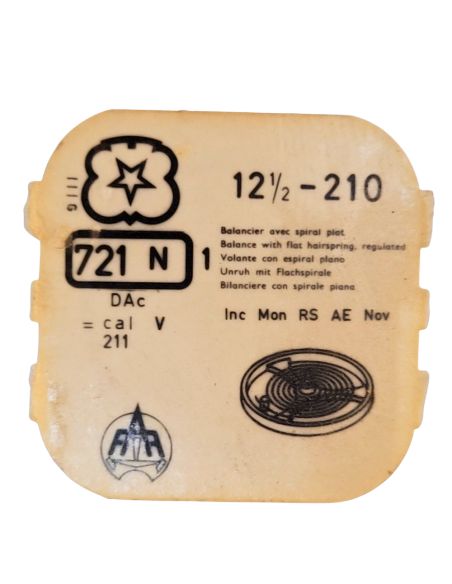 IIIG
12½ - 210
721 N 1
Balancier avec spiral plat
Balance with flat hairspring, regulated
Volante con espiral plano
Unruh mit Flachspirale
Bilanciere con spirale piana
DAc
= cal V
211
Inc Mon RS AE Nov